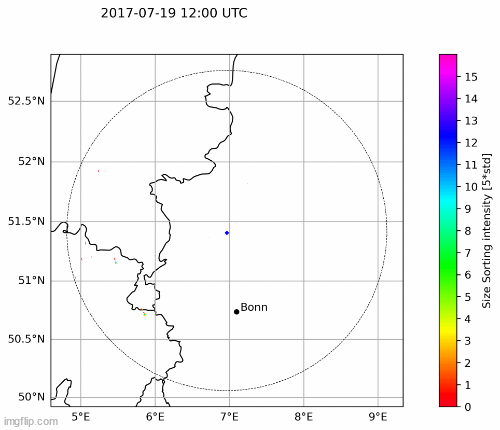 2017-07-19 12:00 UTC
52.5°N
52°N
51.5°N
51°N
50.5°N
50°N
5°E
6°E
7°E
8°E
9°E
Bonn
15
14
13
12
11
10
9
8
7
6
5
4
3
2
1
0
Size Sorting intensity [5*std]
imgflip.com